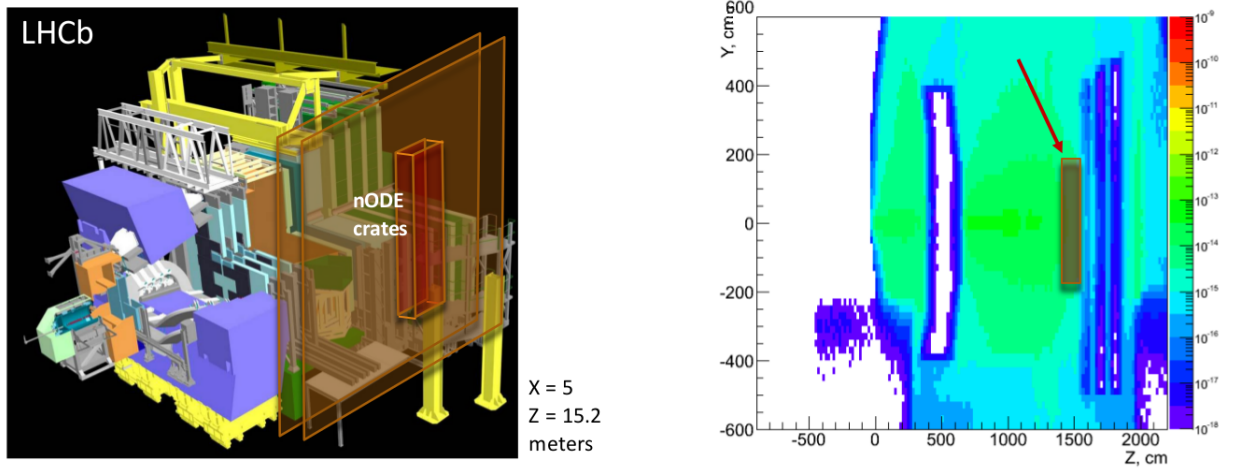 LHCb
nODE
crates
X = 5
Z = 15.2
meters
600
Y, cm
400
200
0
-200
-400
-600
-500
0
500
1000
1500
2000
Z, cm
10⁻⁹
10⁻¹⁰
10⁻¹¹
10⁻¹²
10⁻¹³
10⁻¹⁴
10⁻¹⁵
10⁻¹⁶
10⁻¹⁷
10⁻¹⁸